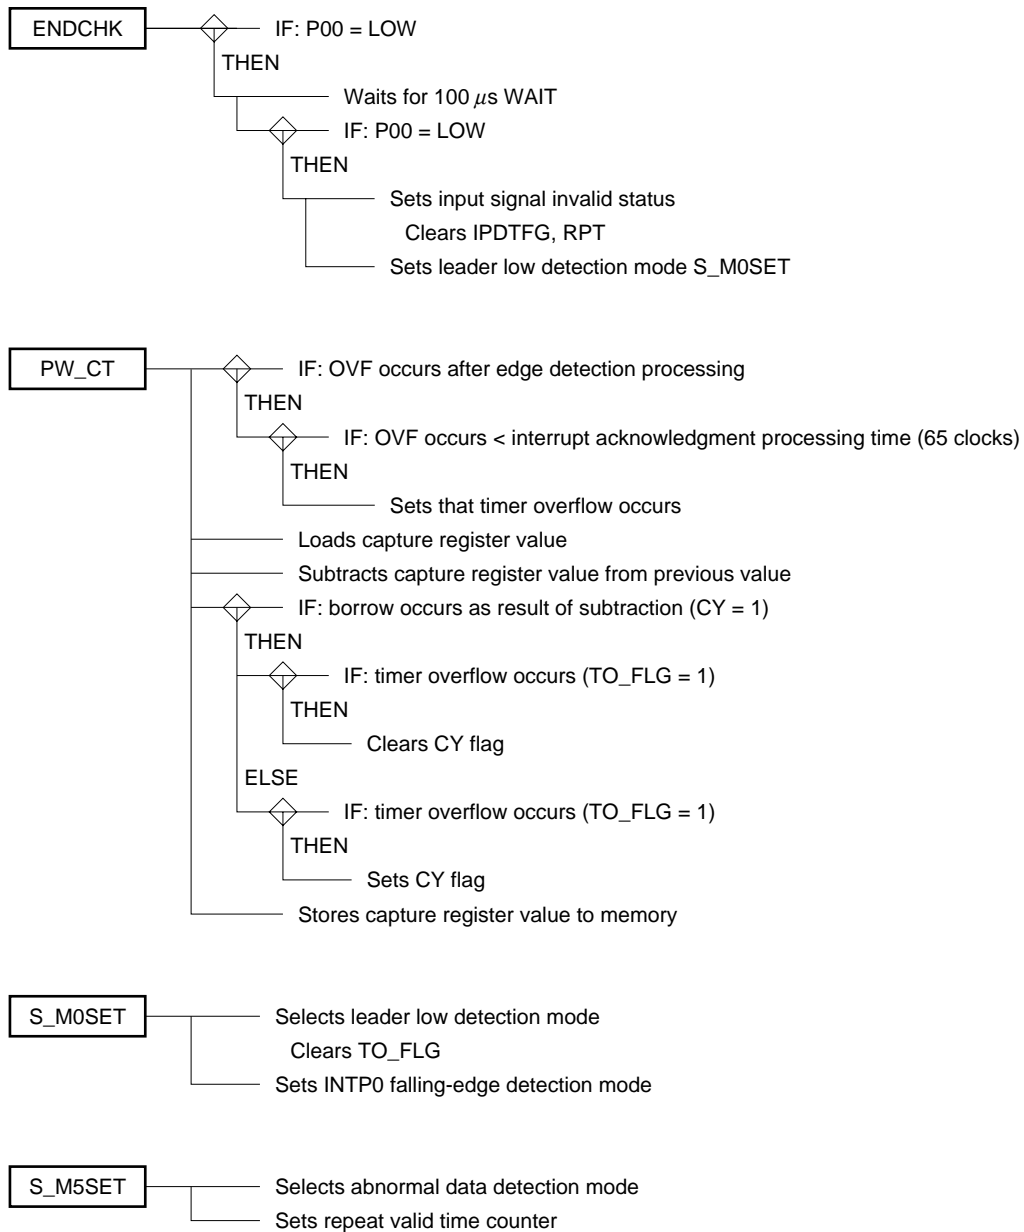 ENDCHK IF: P00 = LOW
THEN
Waits for 100 μs WAIT
IF: P00 = LOW
THEN
Sets input signal invalid status
Clears IPDTFG, RPT
Sets leader low detection mode S_M0SET
PW_CT IF: OVF occurs after edge detection processing
THEN
IF: OVF occurs < interrupt acknowledgment processing time (65 clocks)
THEN
Sets that timer overflow occurs
Loads capture register value
Subtracts capture register value from previous value
IF: borrow occurs as result of subtraction (CY = 1)
THEN
IF: timer overflow occurs (TO_FLG = 1)
THEN
Clears CY flag
ELSE
IF: timer overflow occurs (TO_FLG = 1)
THEN
Sets CY flag
Stores capture register value to memory
S_M0SET Selects leader low detection mode
Clears TO_FLG
Sets INTP0 falling-edge detection mode
S_M5SET Selects abnormal data detection mode
Sets repeat valid time counter